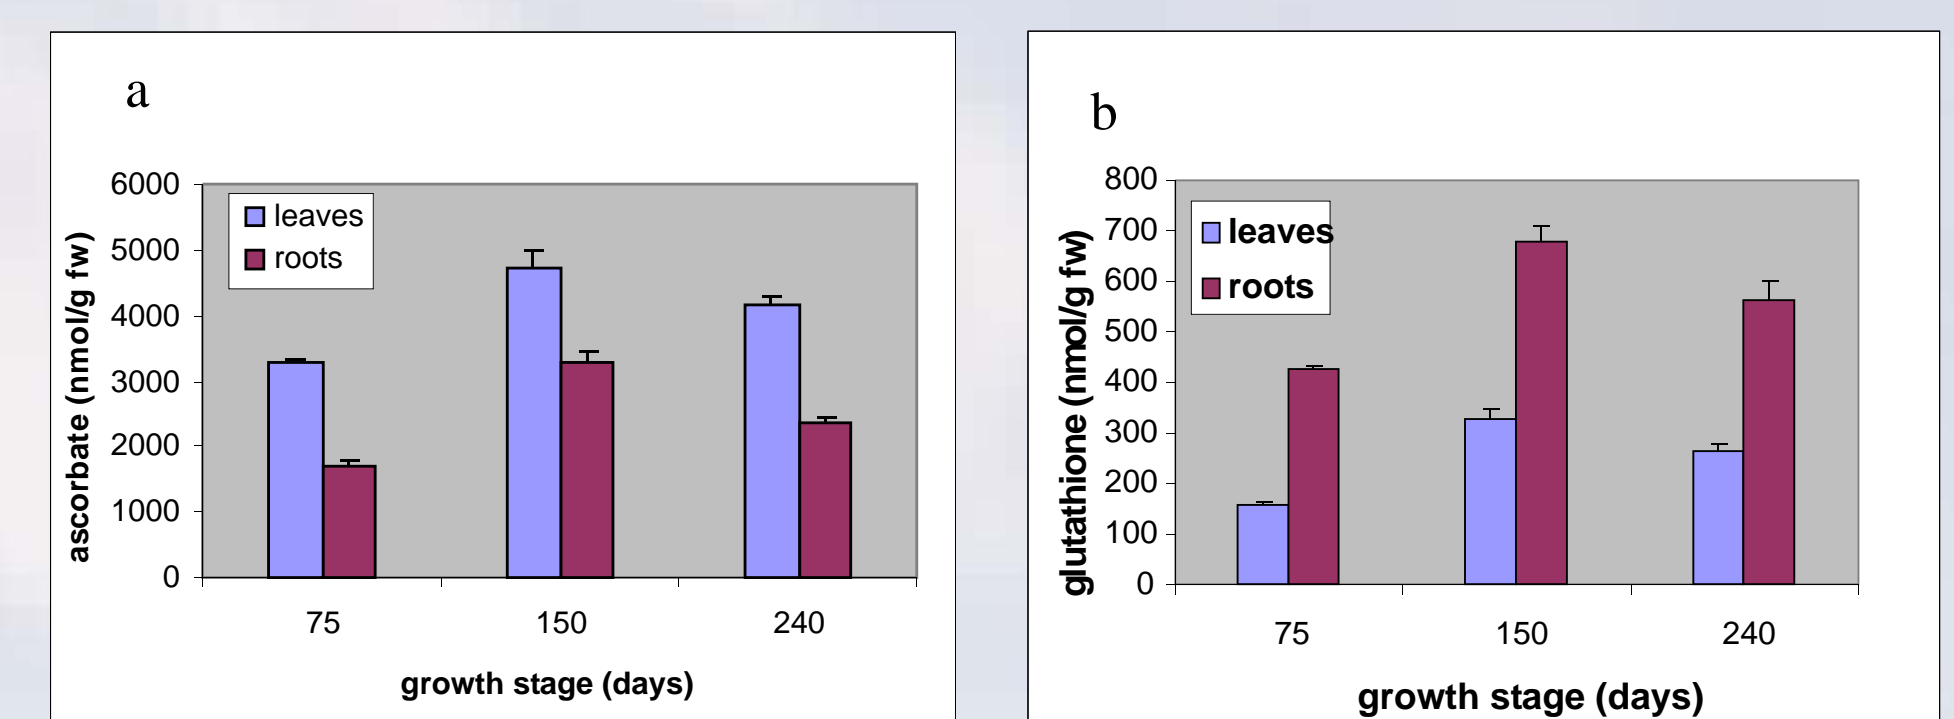 a
6000
5000
4000
3000
2000
1000
0
ascorbate (nmol/g fw)
leaves
roots
75 150 240
growth stage (days)
b
800
700
600
500
400
300
200
100
0
glutathione (nmol/g fw)
leaves
roots
75 150 240
growth stage (days)